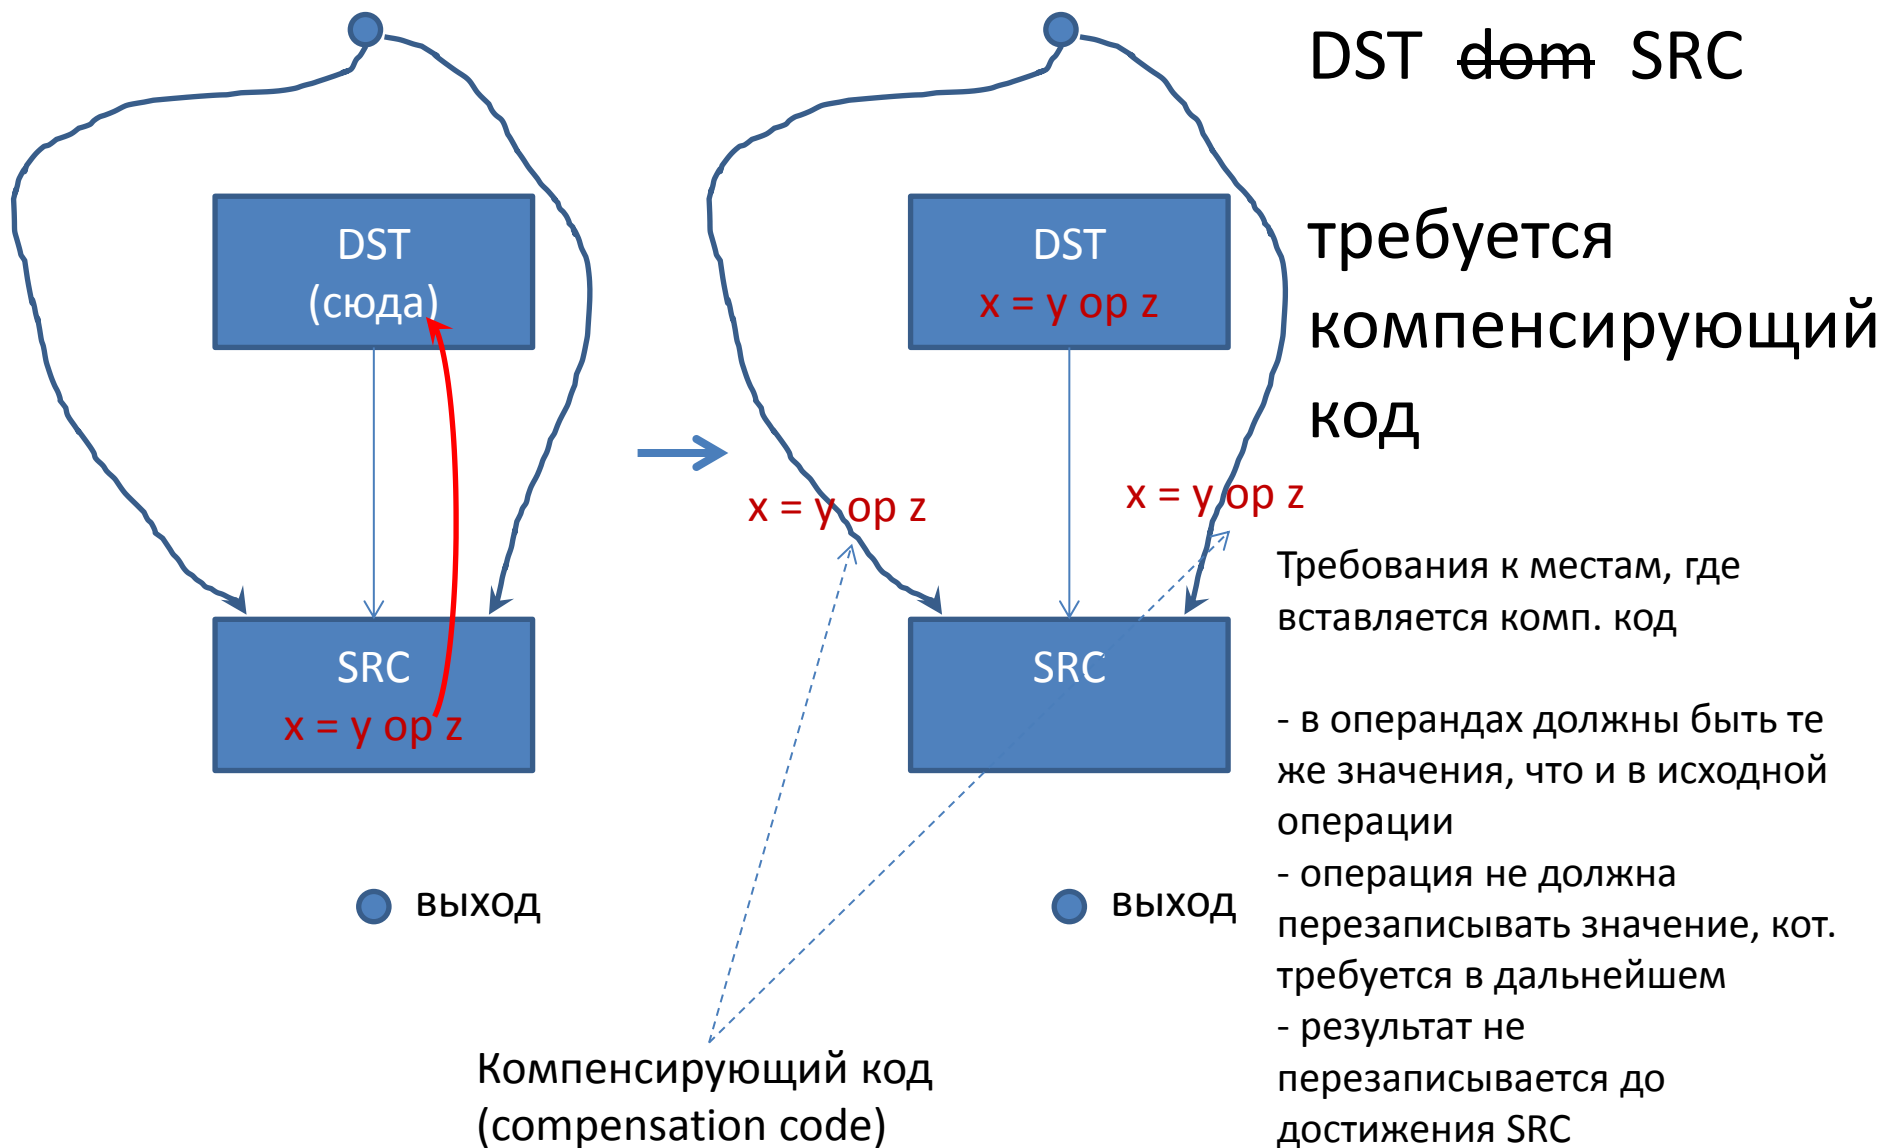 DST dom SRC
DST
(сюда)
SRC
x = y op z
выход
DST
x = y op z
x = y op z
x = y op z
SRC
выход
Компенсирующий код
(compensation code)
требуется
компенсирующий
код
Требования к местам, где
вставляется комп. код
- в операндах должны быть те
же значения, что и в исходной
операции
- операция не должна
перезаписывать значение, кот.
требуется в дальнейшем
- результат не
перезаписывается до
достижения SRC